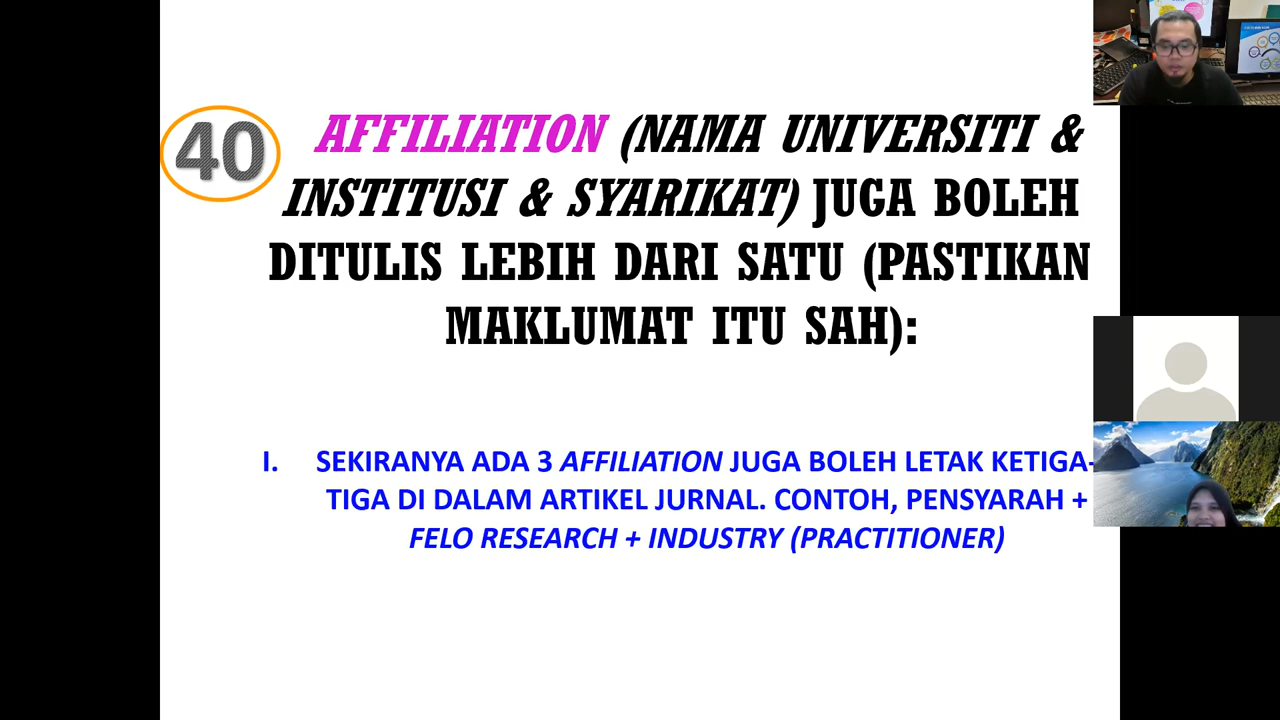 40
AFFILIATION (NAMA UNIVERSITI &
INSTITUSI & SYARIKAT) JUGA BOLEH
DITULIS LEBIH DARI SATU (PASTIKAN
MAKLUMAT ITU SAH):
I. SEKIRANYA ADA 3 AFFILIATION JUGA BOLEH LETAK KETIGA-
TIGA DI DALAM ARTIKEL JURNAL. CONTOH, PENSYARAH +
FELO RESEARCH + INDUSTRY (PRACTITIONER)